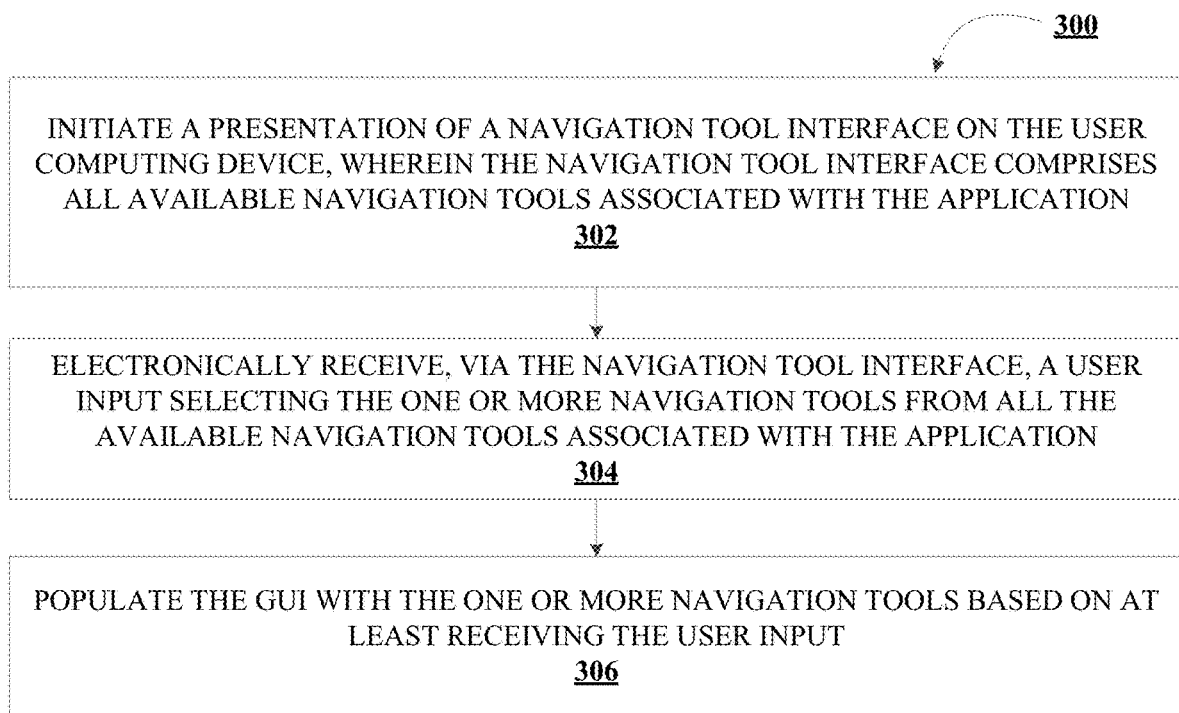 300
INITIATE A PRESENTATION OF A NAVIGATION TOOL INTERFACE ON THE USER
COMPUTING DEVICE, WHEREIN THE NAVIGATION TOOL INTERFACE COMPRISES
ALL AVAILABLE NAVIGATION TOOLS ASSOCIATED WITH THE APPLICATION
302
ELECTRONICALLY RECEIVE, VIA THE NAVIGATION TOOL INTERFACE, A USER
INPUT SELECTING THE ONE OR MORE NAVIGATION TOOLS FROM ALL THE
AVAILABLE NAVIGATION TOOLS ASSOCIATED WITH THE APPLICATION
304
POPULATE THE GUI WITH THE ONE OR MORE NAVIGATION TOOLS BASED ON AT
LEAST RECEIVING THE USER INPUT
306